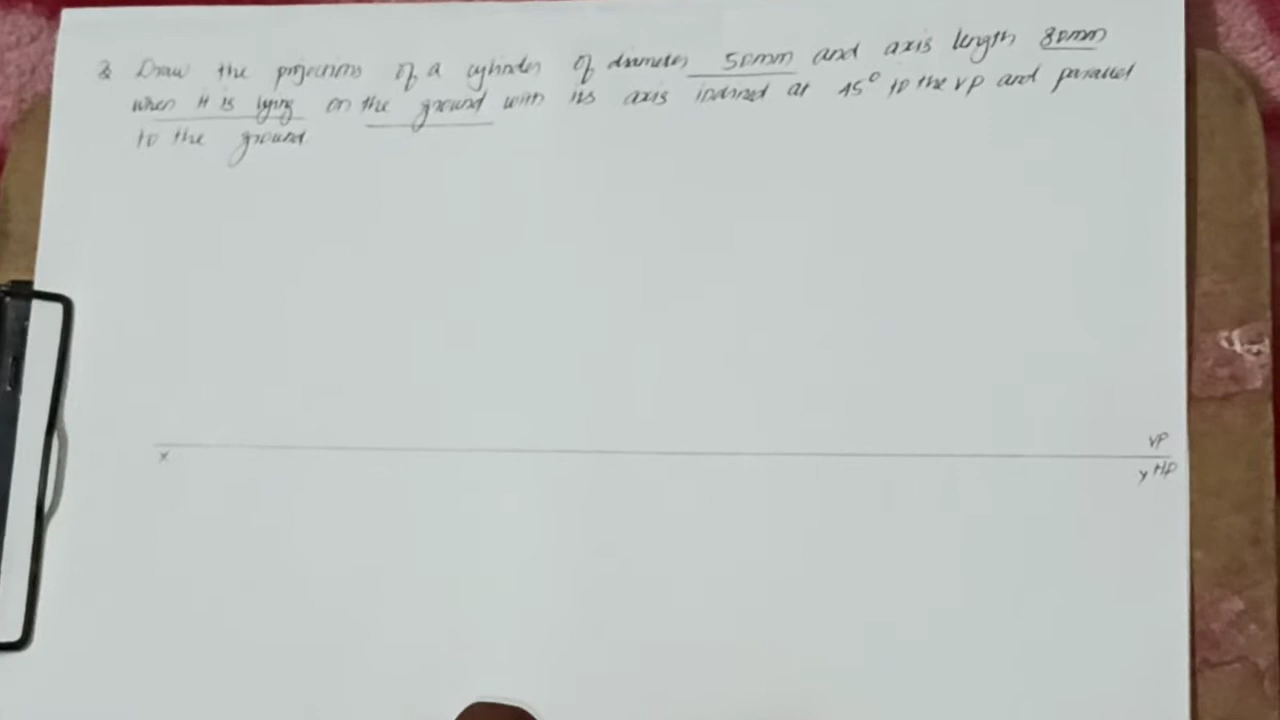 Q Draw the projections of a cylinder of diameter 50mm and axis length 80mm
when it is lying on the ground with its axis inclined at 45° to the VP and parallel
to the ground.
VP
x
y HP